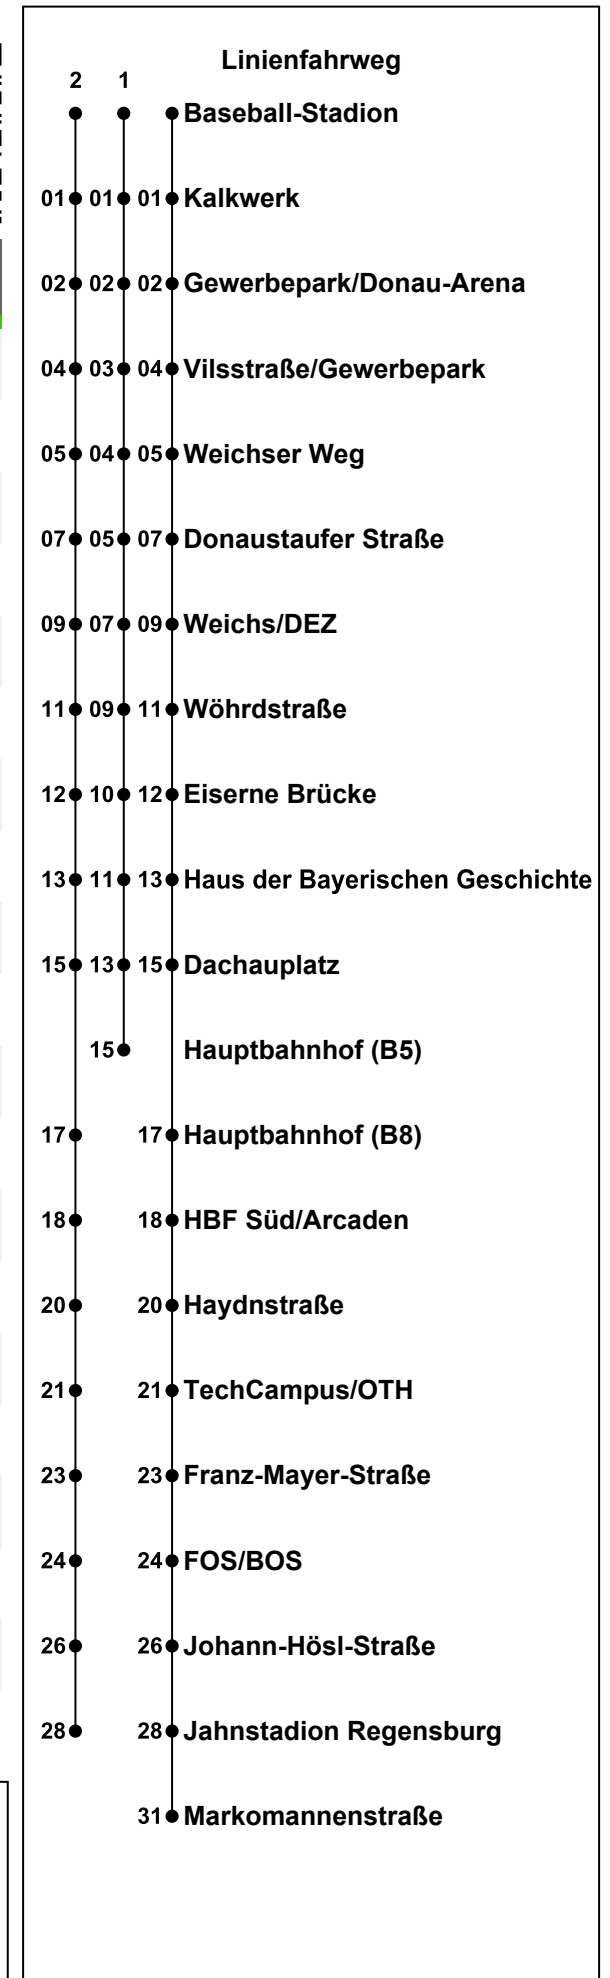 Linienfahrweg
2 1
Baseball-Stadion
01 01 01 Kalkwerk
02 02 02 Gewerbepark/Donau-Arena
04 03 04 Vilsstraße/Gewerbepark
05 04 05 Weichser Weg
07 05 07 Donaustaufer Straße
09 07 09 Weichs/DEZ
11 09 11 Wöhrdstraße
12 10 12 Eiserne Brücke
13 11 13 Haus der Bayerischen Geschichte
15 13 15 Dachauplatz
15 Hauptbahnhof (B5)
17 17 Hauptbahnhof (B8)
18 18 HBF Süd/Arcaden
20 20 Haydnstraße
21 21 TechCampus/OTH
23 23 Franz-Mayer-Straße
24 24 FOS/BOS
26 26 Johann-Hösl-Straße
28 28 Jahnstadion Regensburg
31 Markomannenstraße